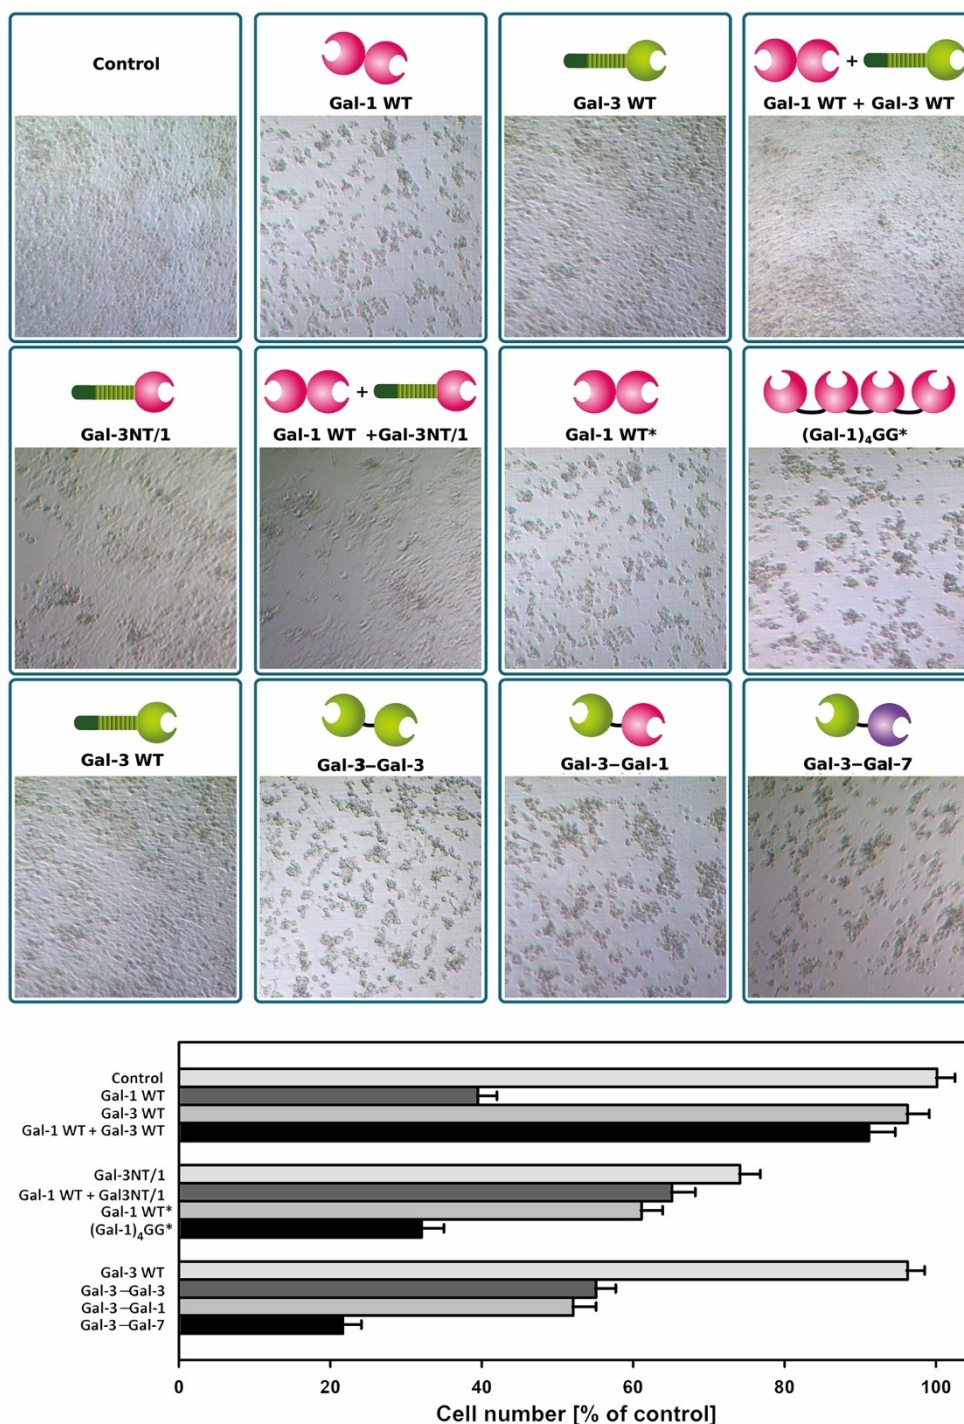 Control
Gal-1 WT
Gal-3 WT
+
Gal-1 WT + Gal-3 WT
Gal-3NT/1
+
Gal-1 WT +Gal-3NT/1
Gal-1 WT*
(Gal-1)₄GG*
Gal-3 WT
Gal-3–Gal-3
Gal-3–Gal-1
Gal-3–Gal-7
Control
Gal-1 WT
Gal-3 WT
Gal-1 WT + Gal-3 WT
Gal-3NT/1
Gal-1 WT + Gal3NT/1
Gal-1 WT*
(Gal-1)₄GG*
Gal-3 WT
Gal-3–Gal-3
Gal-3–Gal-1
Gal-3–Gal-7
0 20 40 60 80 100
Cell number [% of control]